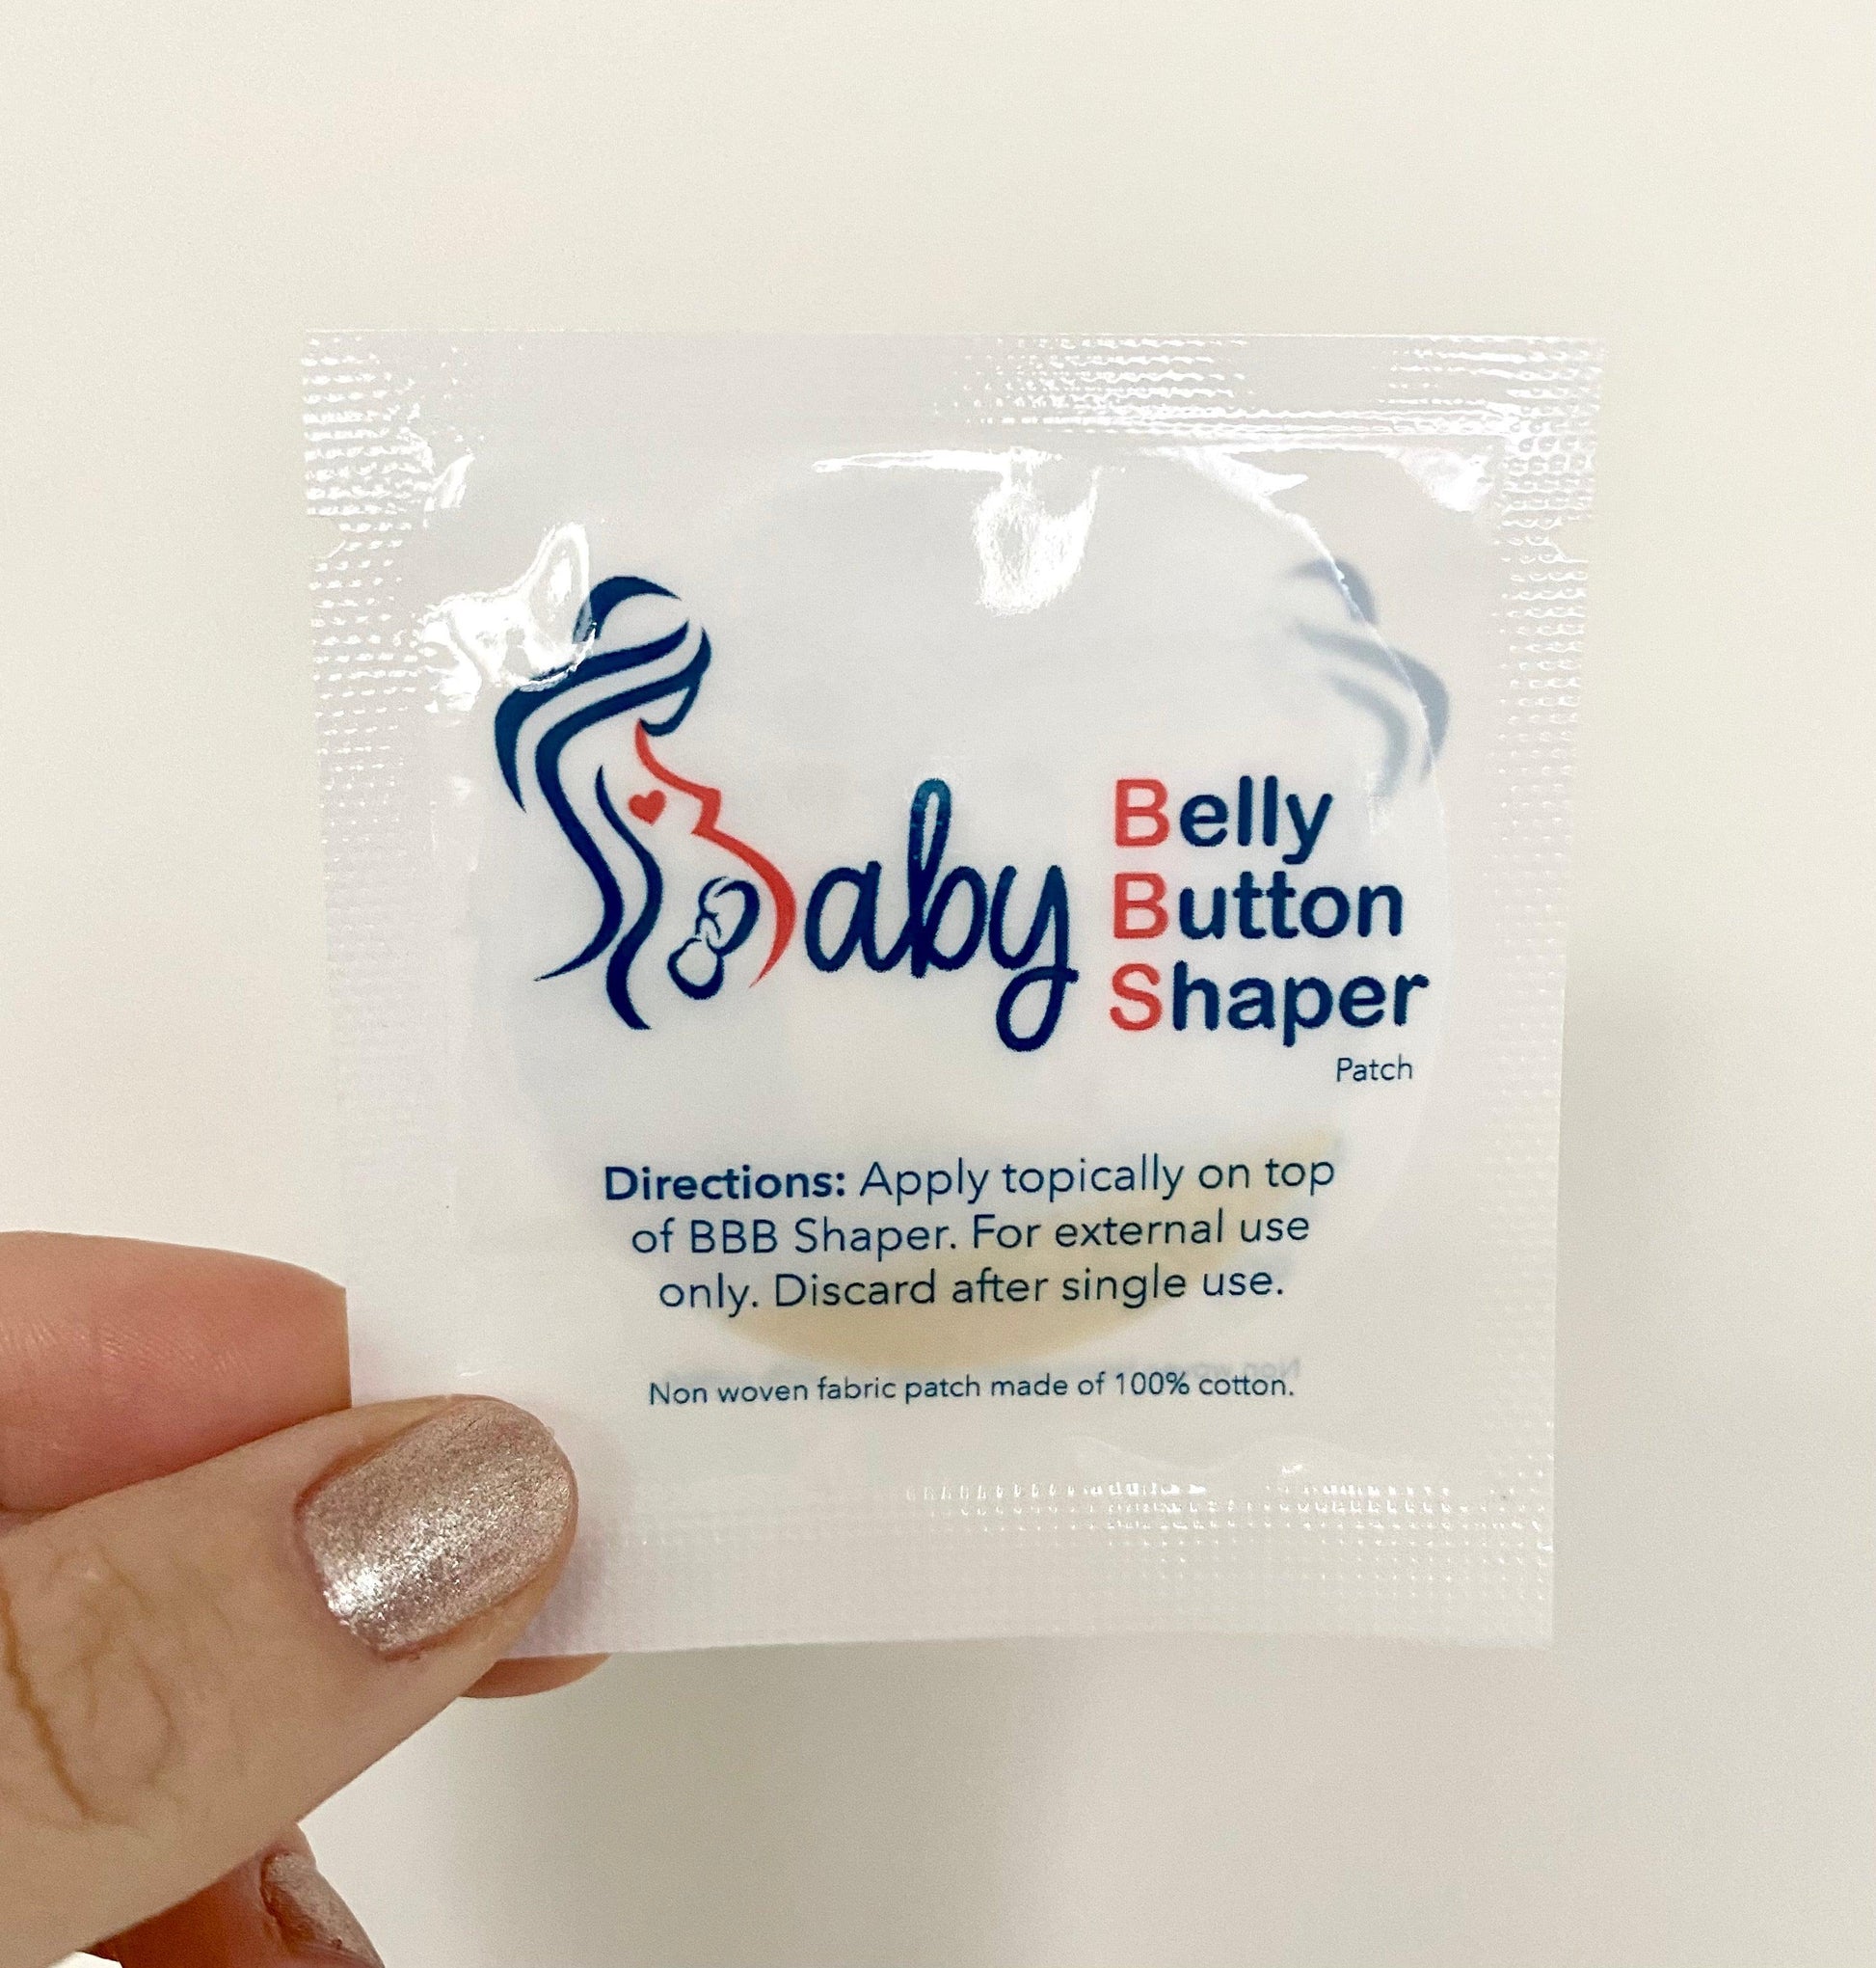 Baby
Belly
Button
Shaper
Patch
Directions: Apply topically on top
of BBB Shaper. For external use
only. Discard after single use.
Non woven fabric patch made of 100% cotton.